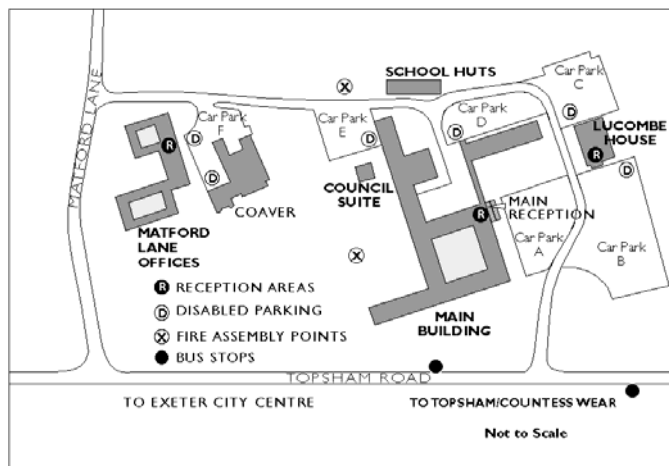 MATFORD LANE
SCHOOL HUTS
Car Park
C
Car Park
F
Car Park
E
Car Park
D
LUCOMBE
HOUSE
D
D
D
D
D
D
R
R
R
COAVER
COUNCIL
SUITE
MAIN
RECEPTION
MATFORD
LANE
OFFICES
Car Park
A
Car Park
B
R RECEPTION AREAS
D DISABLED PARKING
FIRE ASSEMBLY POINTS
BUS STOPS
MAIN
BUILDING
TOPSHAM ROAD
TO EXETER CITY CENTRE
TO TOPSHAM/COUNTESS WEAR
Not to Scale